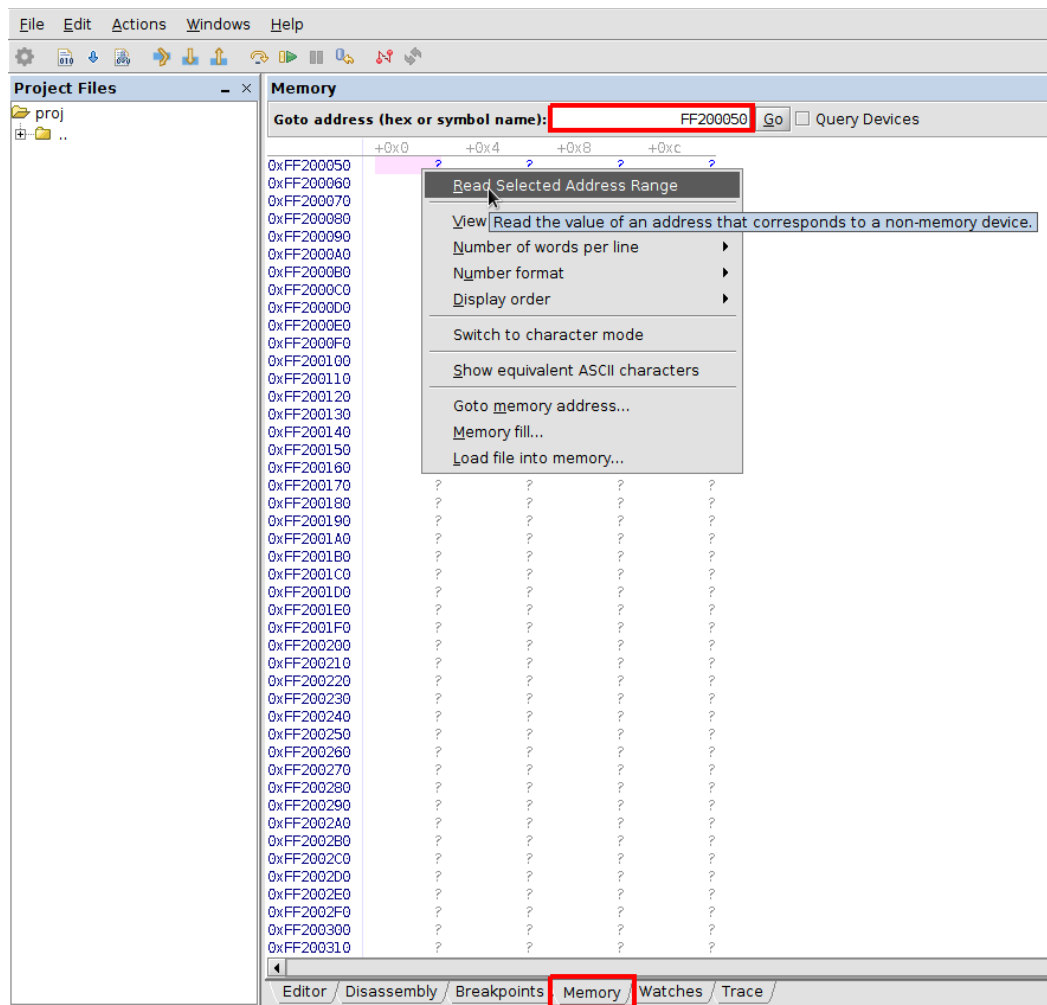 File Edit Actions Windows Help
Project Files
proj
..
Memory
Goto address (hex or symbol name): FF200050 Go Query Devices
+0x0 +0x4 +0x8 +0xc
0xFF200050 ? ? ? ?
0xFF200060
0xFF200070
0xFF200080
0xFF200090
0xFF2000A0
0xFF2000B0
0xFF2000C0
0xFF2000D0
0xFF2000E0
0xFF2000F0
0xFF200100
0xFF200110
0xFF200120
0xFF200130
0xFF200140
0xFF200150
0xFF200160
Read Selected Address Range
View
Read the value of an address that corresponds to a non-memory device.
Number of words per line
Number format
Display order
Switch to character mode
Show equivalent ASCII characters
Goto memory address...
Memory fill...
Load file into memory...
0xFF200170 ? ? ? ?
0xFF200180 ? ? ? ?
0xFF200190 ? ? ? ?
0xFF2001A0 ? ? ? ?
0xFF2001B0 ? ? ? ?
0xFF2001C0 ? ? ? ?
0xFF2001D0 ? ? ? ?
0xFF2001E0 ? ? ? ?
0xFF2001F0 ? ? ? ?
0xFF200200 ? ? ? ?
0xFF200210 ? ? ? ?
0xFF200220 ? ? ? ?
0xFF200230 ? ? ? ?
0xFF200240 ? ? ? ?
0xFF200250 ? ? ? ?
0xFF200260 ? ? ? ?
0xFF200270 ? ? ? ?
0xFF200280 ? ? ? ?
0xFF200290 ? ? ? ?
0xFF2002A0 ? ? ? ?
0xFF2002B0 ? ? ? ?
0xFF2002C0 ? ? ? ?
0xFF2002D0 ? ? ? ?
0xFF2002E0 ? ? ? ?
0xFF2002F0 ? ? ? ?
0xFF200300 ? ? ? ?
0xFF200310 ? ? ? ?
Editor Disassembly Breakpoints Memory Watches Trace